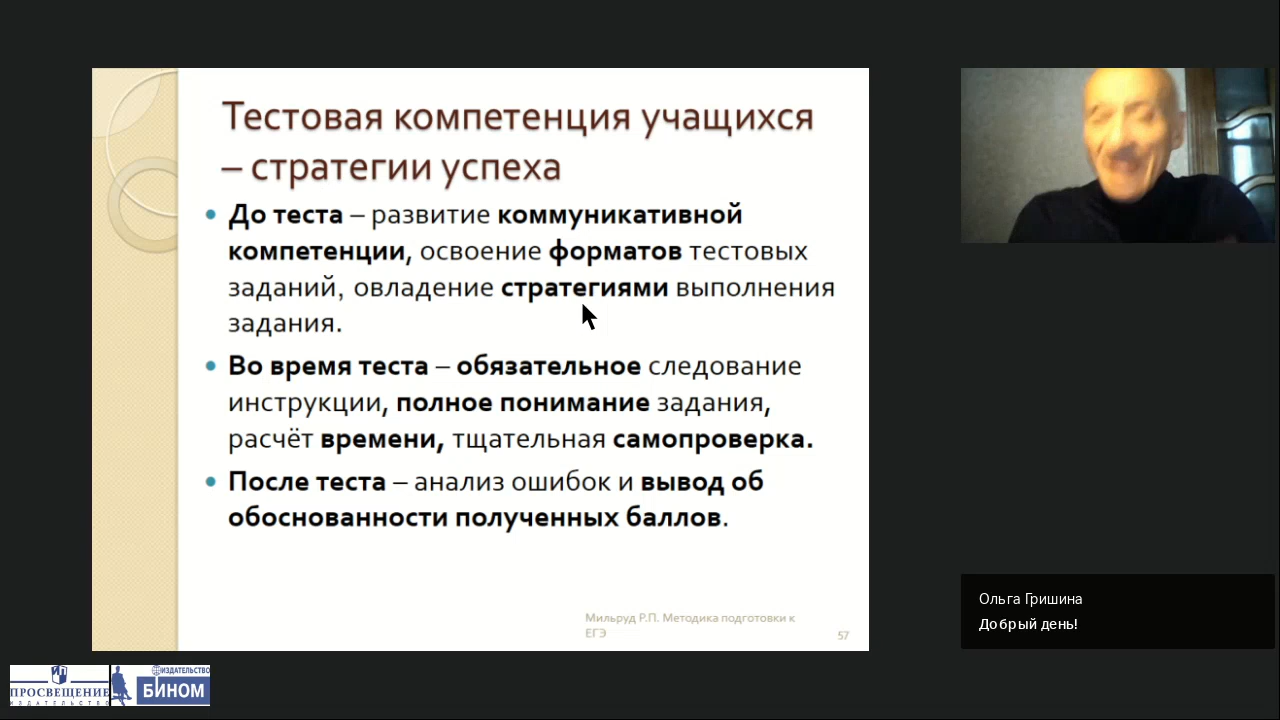 Тестовая компетенция учащихся
– стратегии успеха
До теста – развитие коммуникативной
компетенции, освоение форматов тестовых
заданий, овладение стратегиями выполнения
задания.
Во время теста – обязательное следование
инструкции, полное понимание задания,
расчёт времени, тщательная самопроверка.
После теста – анализ ошибок и вывод об
обоснованности полученных баллов.
Мильруд Р.П. Методика подготовки к
ЕГЭ
57
Ольга Гришина
Добрый день!
ПРОСВЕЩЕНИЕ
ИЗДАТЕЛЬСТВО
ИЗДАТЕЛЬСТВО
БИНОМ